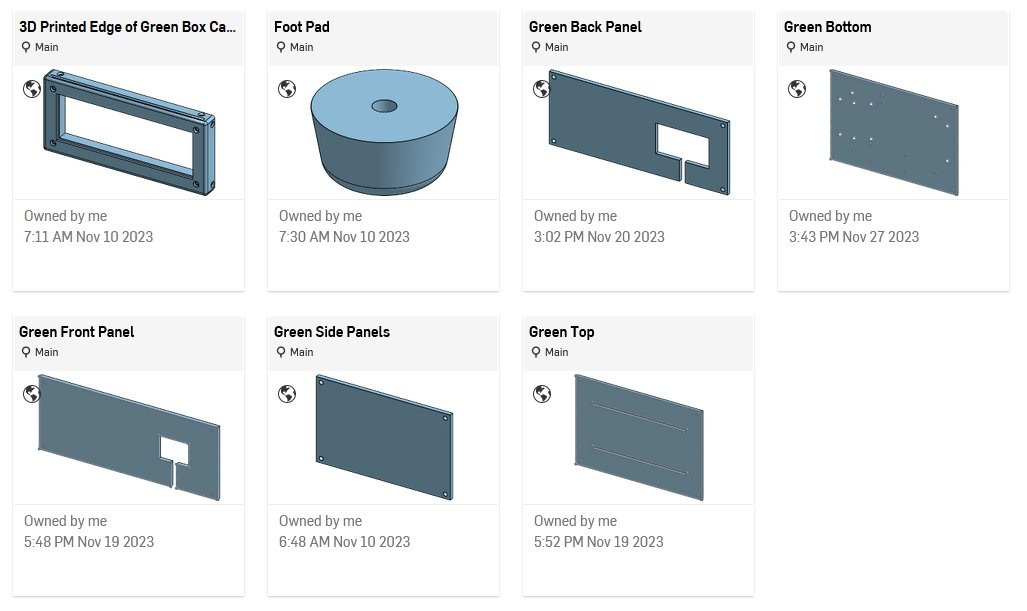 3D Printed Edge of Green Box Ca...
Main
Owned by me
7:11 AM Nov 10 2023
Foot Pad
Main
Owned by me
7:30 AM Nov 10 2023
Green Back Panel
Main
Owned by me
3:02 PM Nov 20 2023
Green Bottom
Main
Owned by me
3:43 PM Nov 27 2023
Green Front Panel
Main
Owned by me
5:48 PM Nov 19 2023
Green Side Panels
Main
Owned by me
6:48 AM Nov 10 2023
Green Top
Main
Owned by me
5:52 PM Nov 19 2023